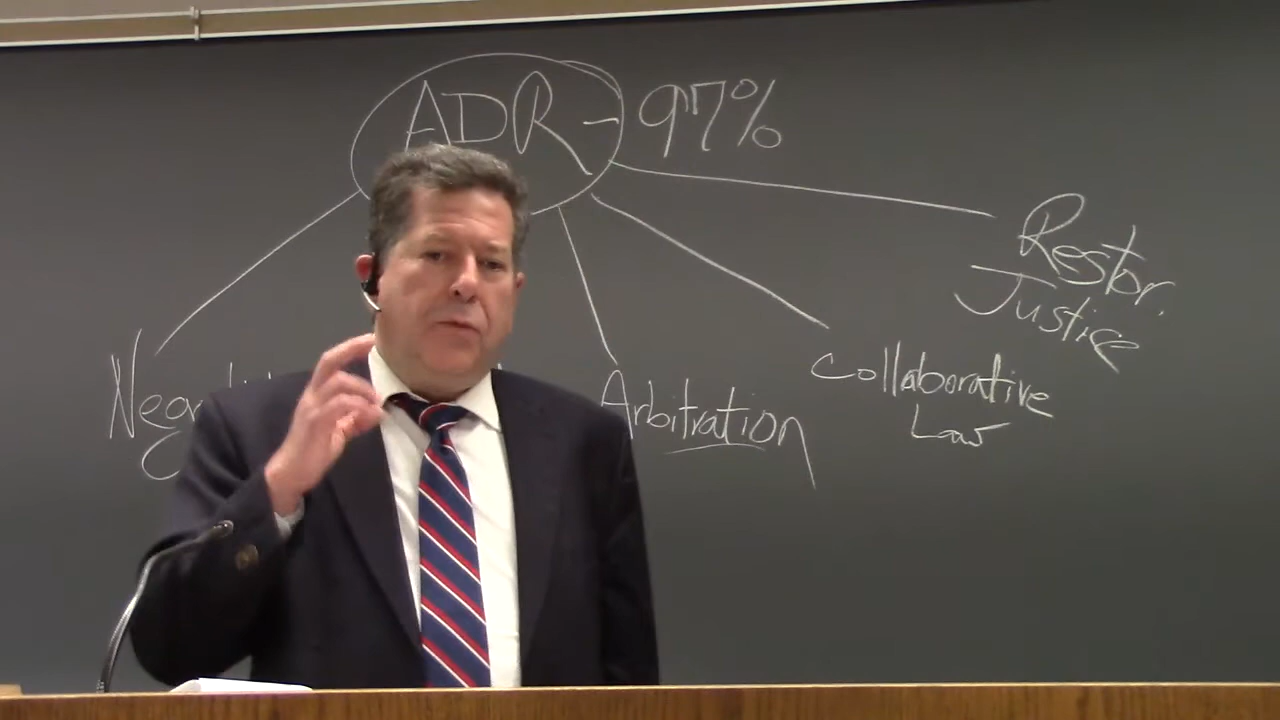 ADR - 97%
Restor.
Justice
Collaborative
Law
Arbitration